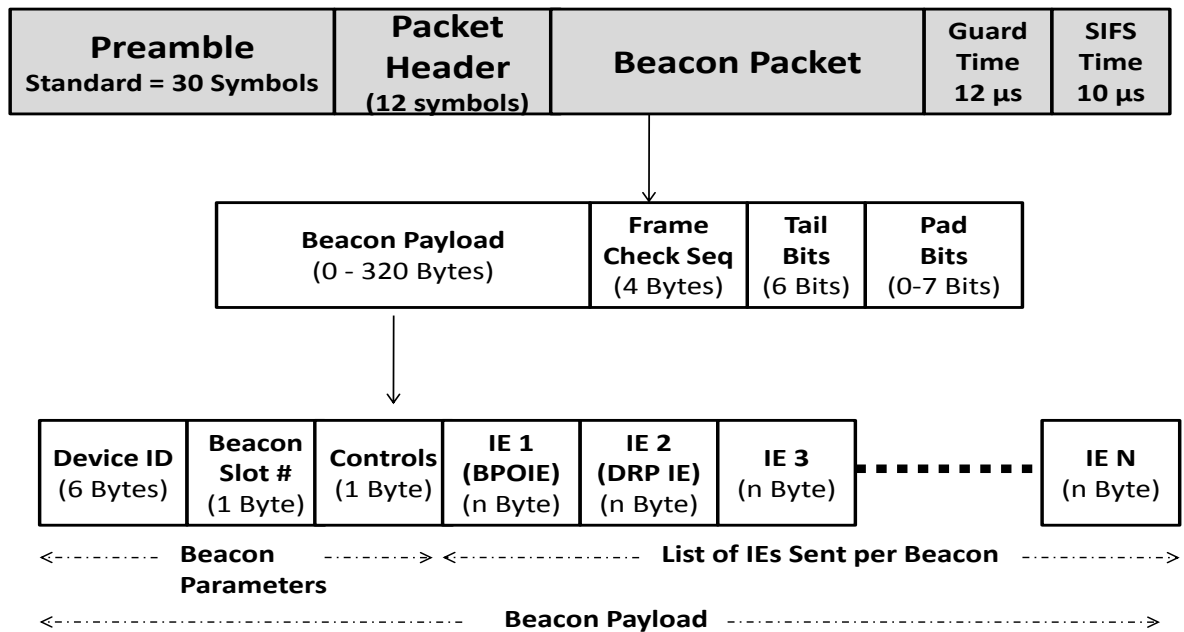 Preamble
Standard = 30 Symbols
Packet
Header
(12 symbols)
Beacon Packet
Guard
Time
12 µs
SIFS
Time
10 µs
Beacon Payload
(0 - 320 Bytes)
Frame
Check Seq
(4 Bytes)
Tail
Bits
(6 Bits)
Pad
Bits
(0-7 Bits)
Device ID
(6 Bytes)
Beacon
Slot #
(1 Byte)
Controls
(1 Byte)
IE 1
(BPOIE)
(n Byte)
IE 2
(DRP IE)
(n Byte)
IE 3
(n Byte)
IE N
(n Byte)
Beacon
Parameters
List of IEs Sent per Beacon
Beacon Payload